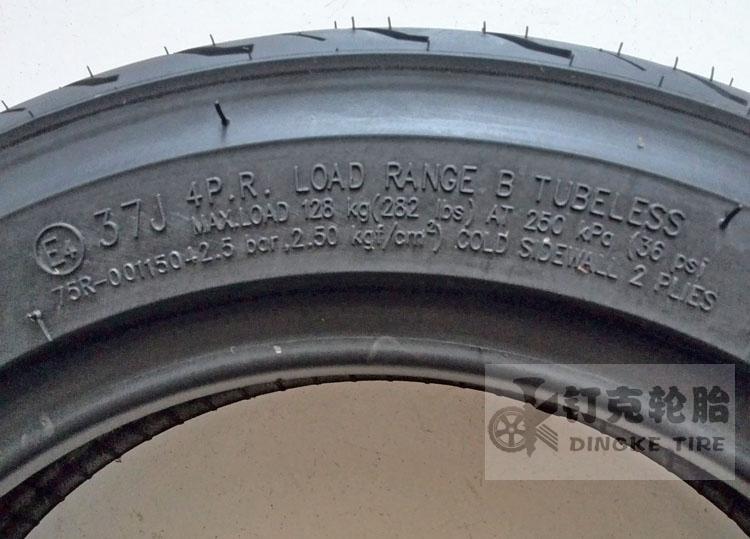 E4 37J 4P.R. LOAD RANGE B TUBELESS
MAX.LOAD 128 kg(282 lbs) AT 250 kPa (36 psi
75R-0011504 2.5 bar,2.50 kgf/cm²) COLD SIDEWALL 2 PLIES
钉克轮胎
DINGKE TIRE